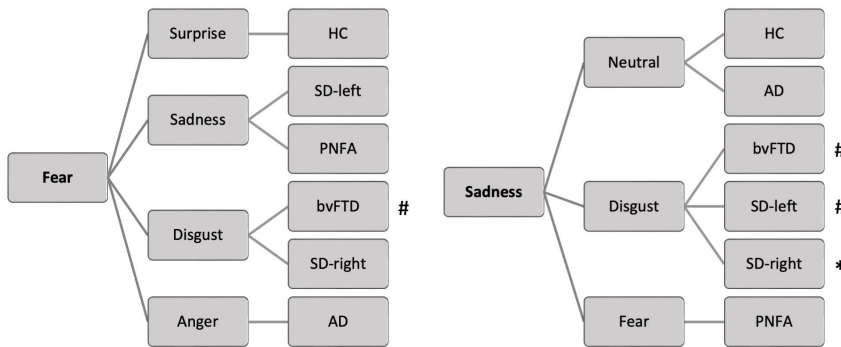 Fear
Surprise
HC
Sadness
SD-left
PNFA
Disgust
bvFTD #
SD-right
Anger
AD
Sadness
Neutral
HC
AD
Disgust
bvFTD #
SD-left #
SD-right *
Fear
PNFA